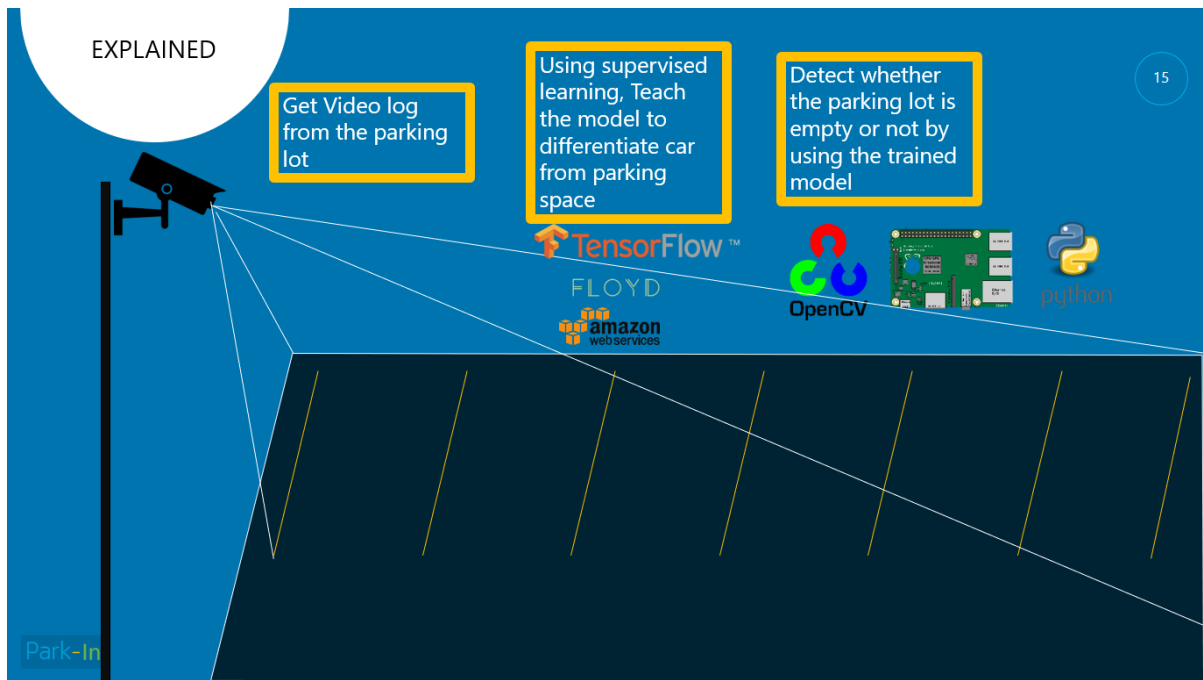 EXPLAINED
15
Get Video log
from the parking
lot
Using supervised
learning, Teach
the model to
differentiate car
from parking
space
Detect whether
the parking lot is
empty or not by
using the trained
model
TensorFlow ™
FLOYD
amazon
webservices
OpenCV
python
Park-In